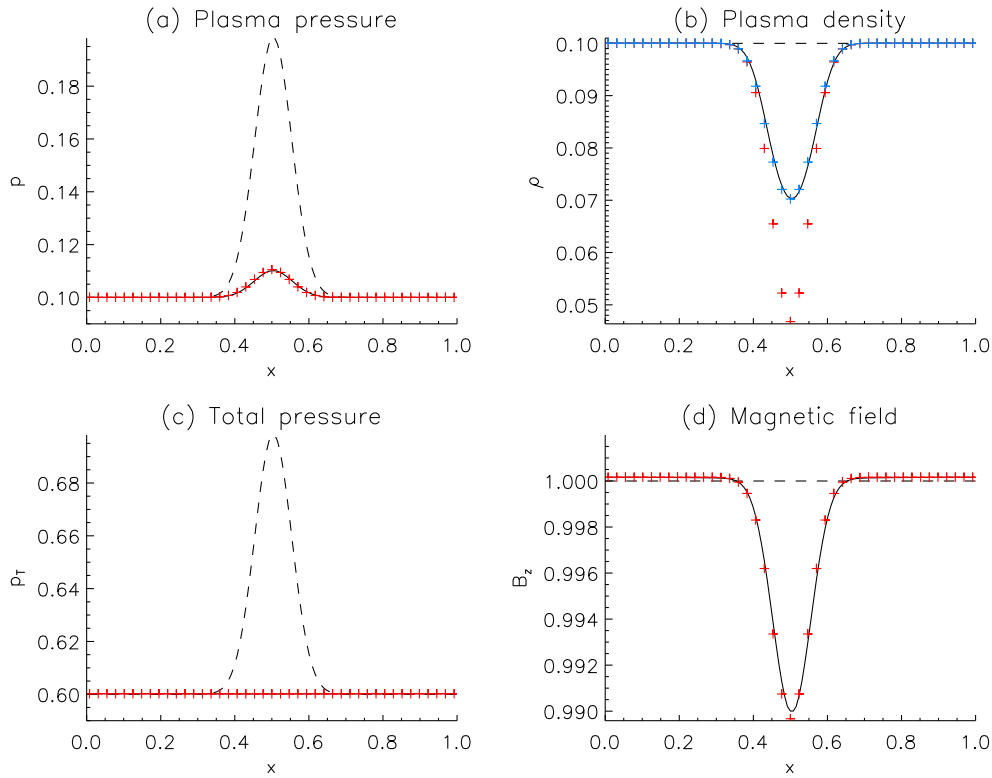 (a) Plasma pressure
0.18
0.16
0.14
0.12
0.10
p
0.0 0.2 0.4 0.6 0.8 1.0
x
(b) Plasma density
0.10
0.09
0.08
0.07
0.06
0.05
ρ
0.0 0.2 0.4 0.6 0.8 1.0
x
(c) Total pressure
0.68
0.66
0.64
0.62
0.60
p_T
0.0 0.2 0.4 0.6 0.8 1.0
x
(d) Magnetic field
1.000
0.998
0.996
0.994
0.992
0.990
B_z
0.0 0.2 0.4 0.6 0.8 1.0
x